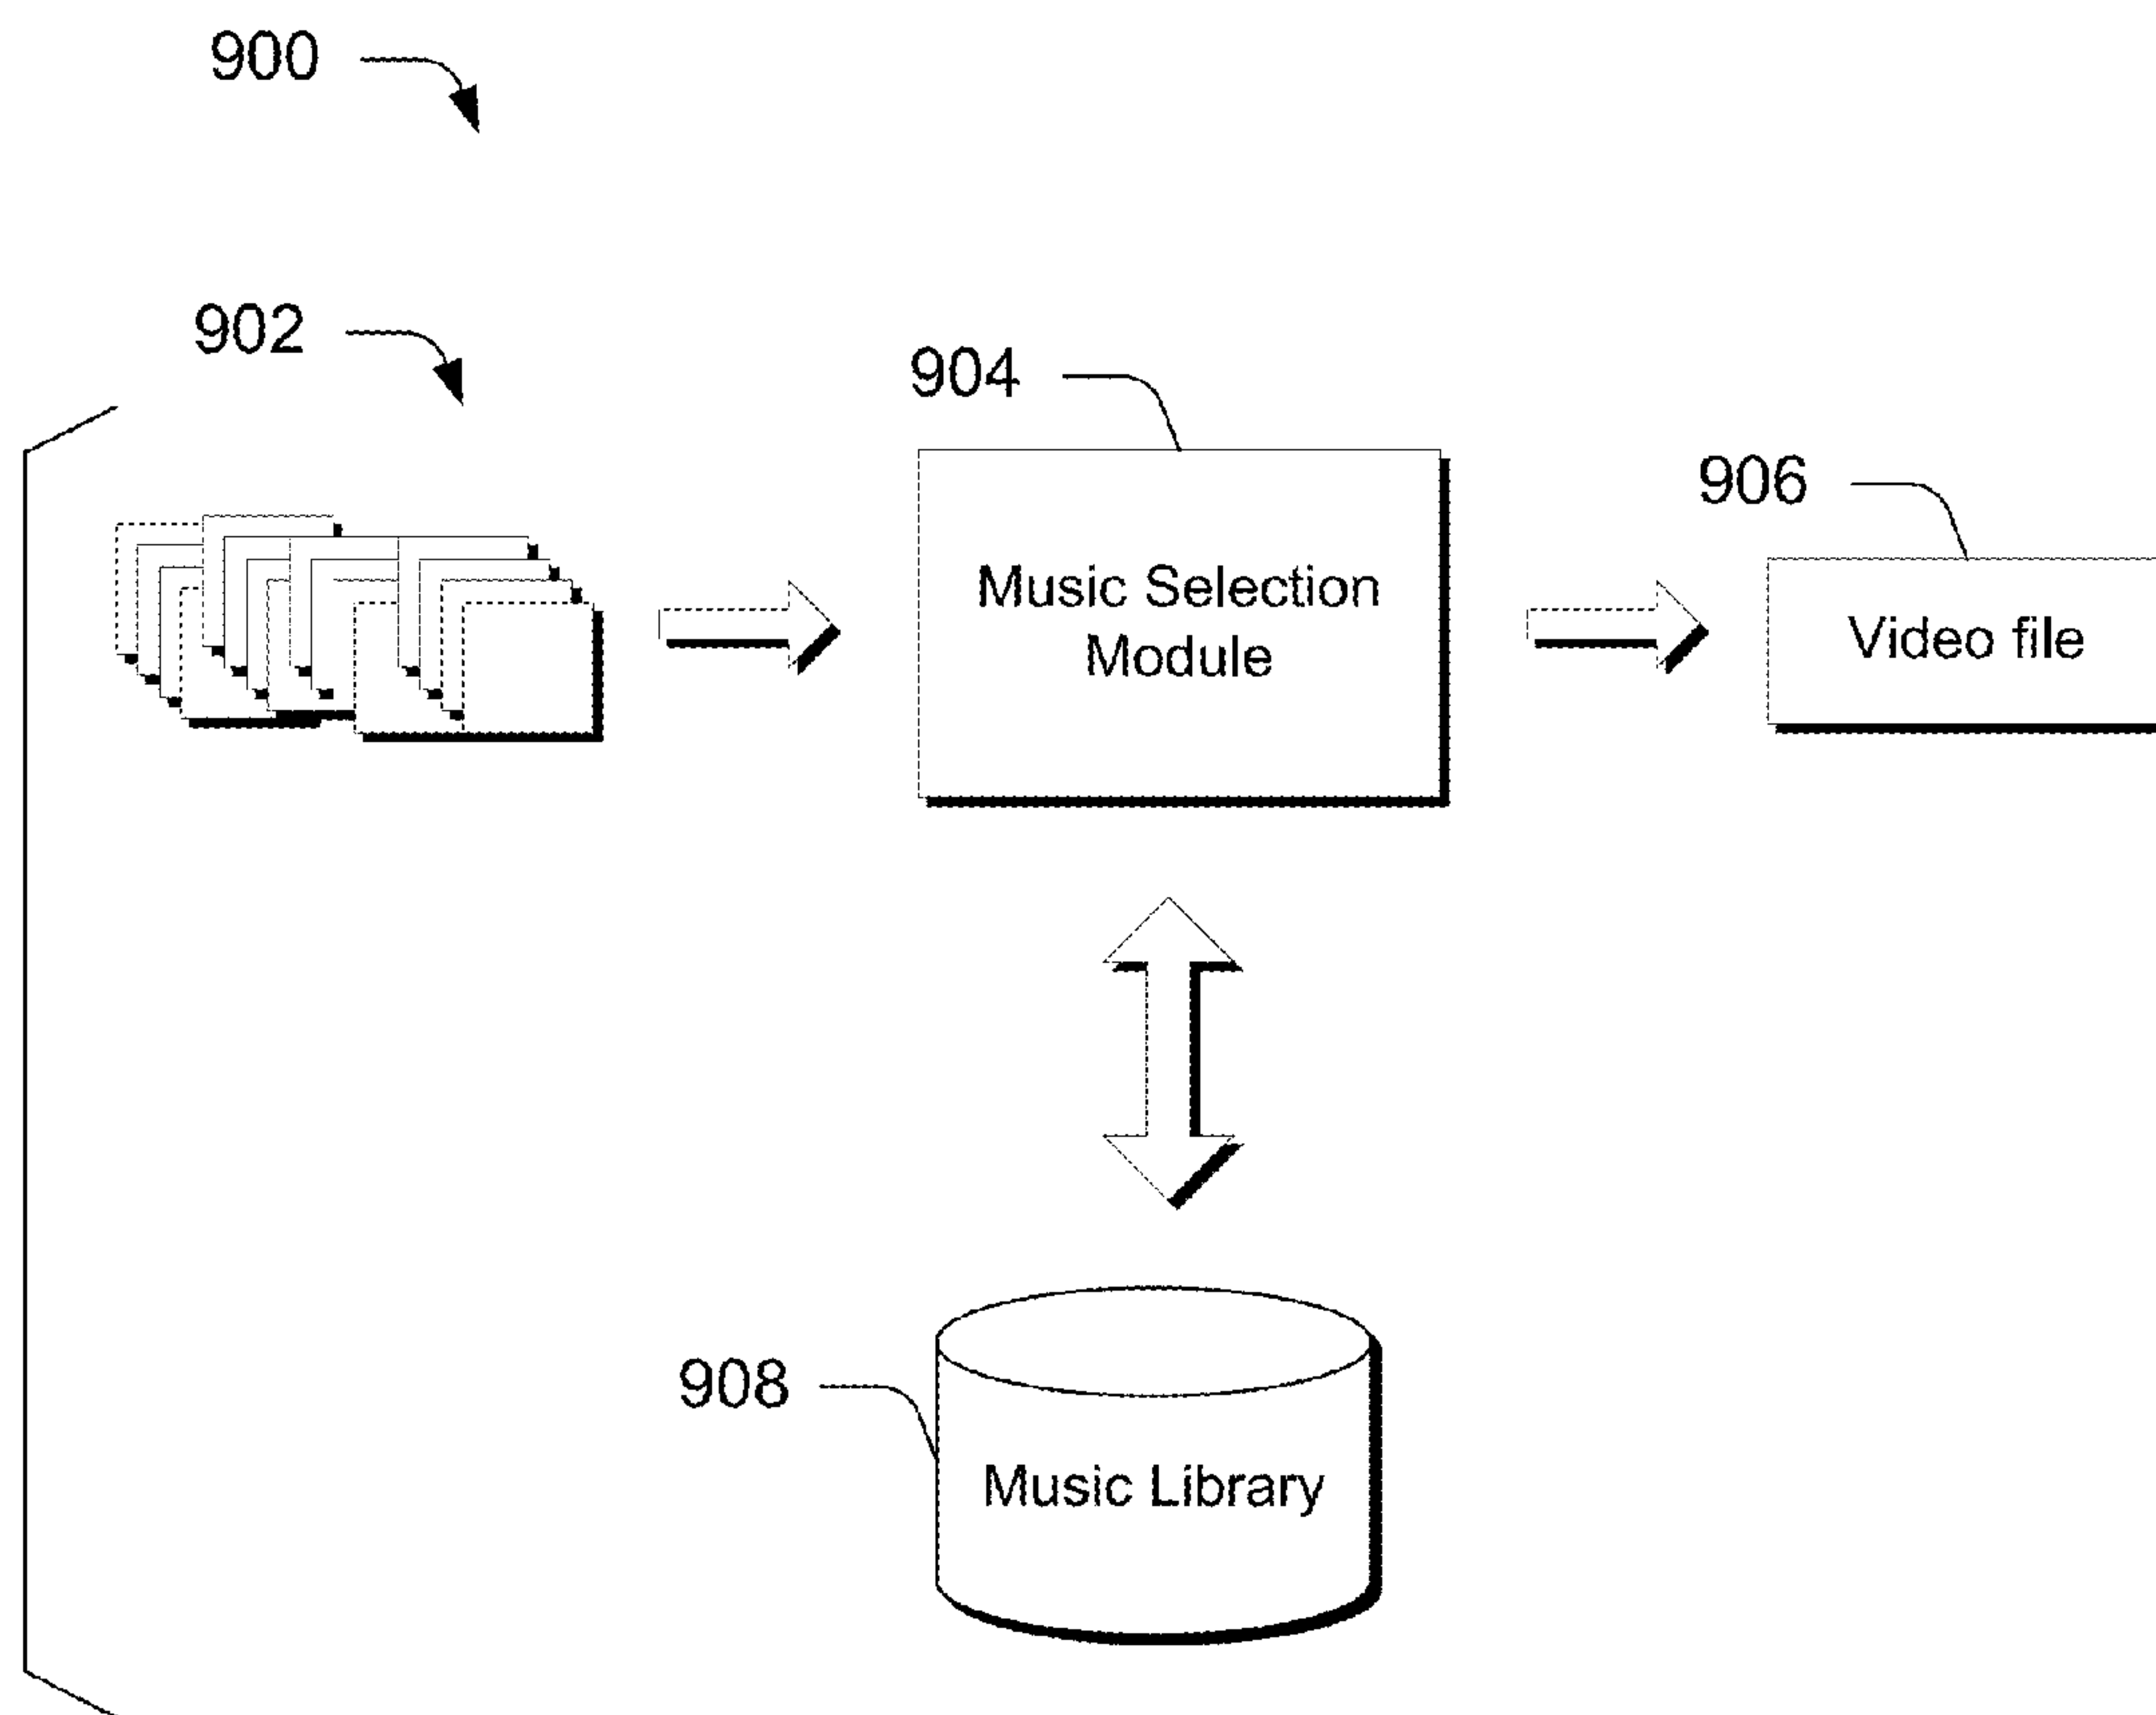 900
902
904
906
Music Selection
Module
Video file
908
Music Library